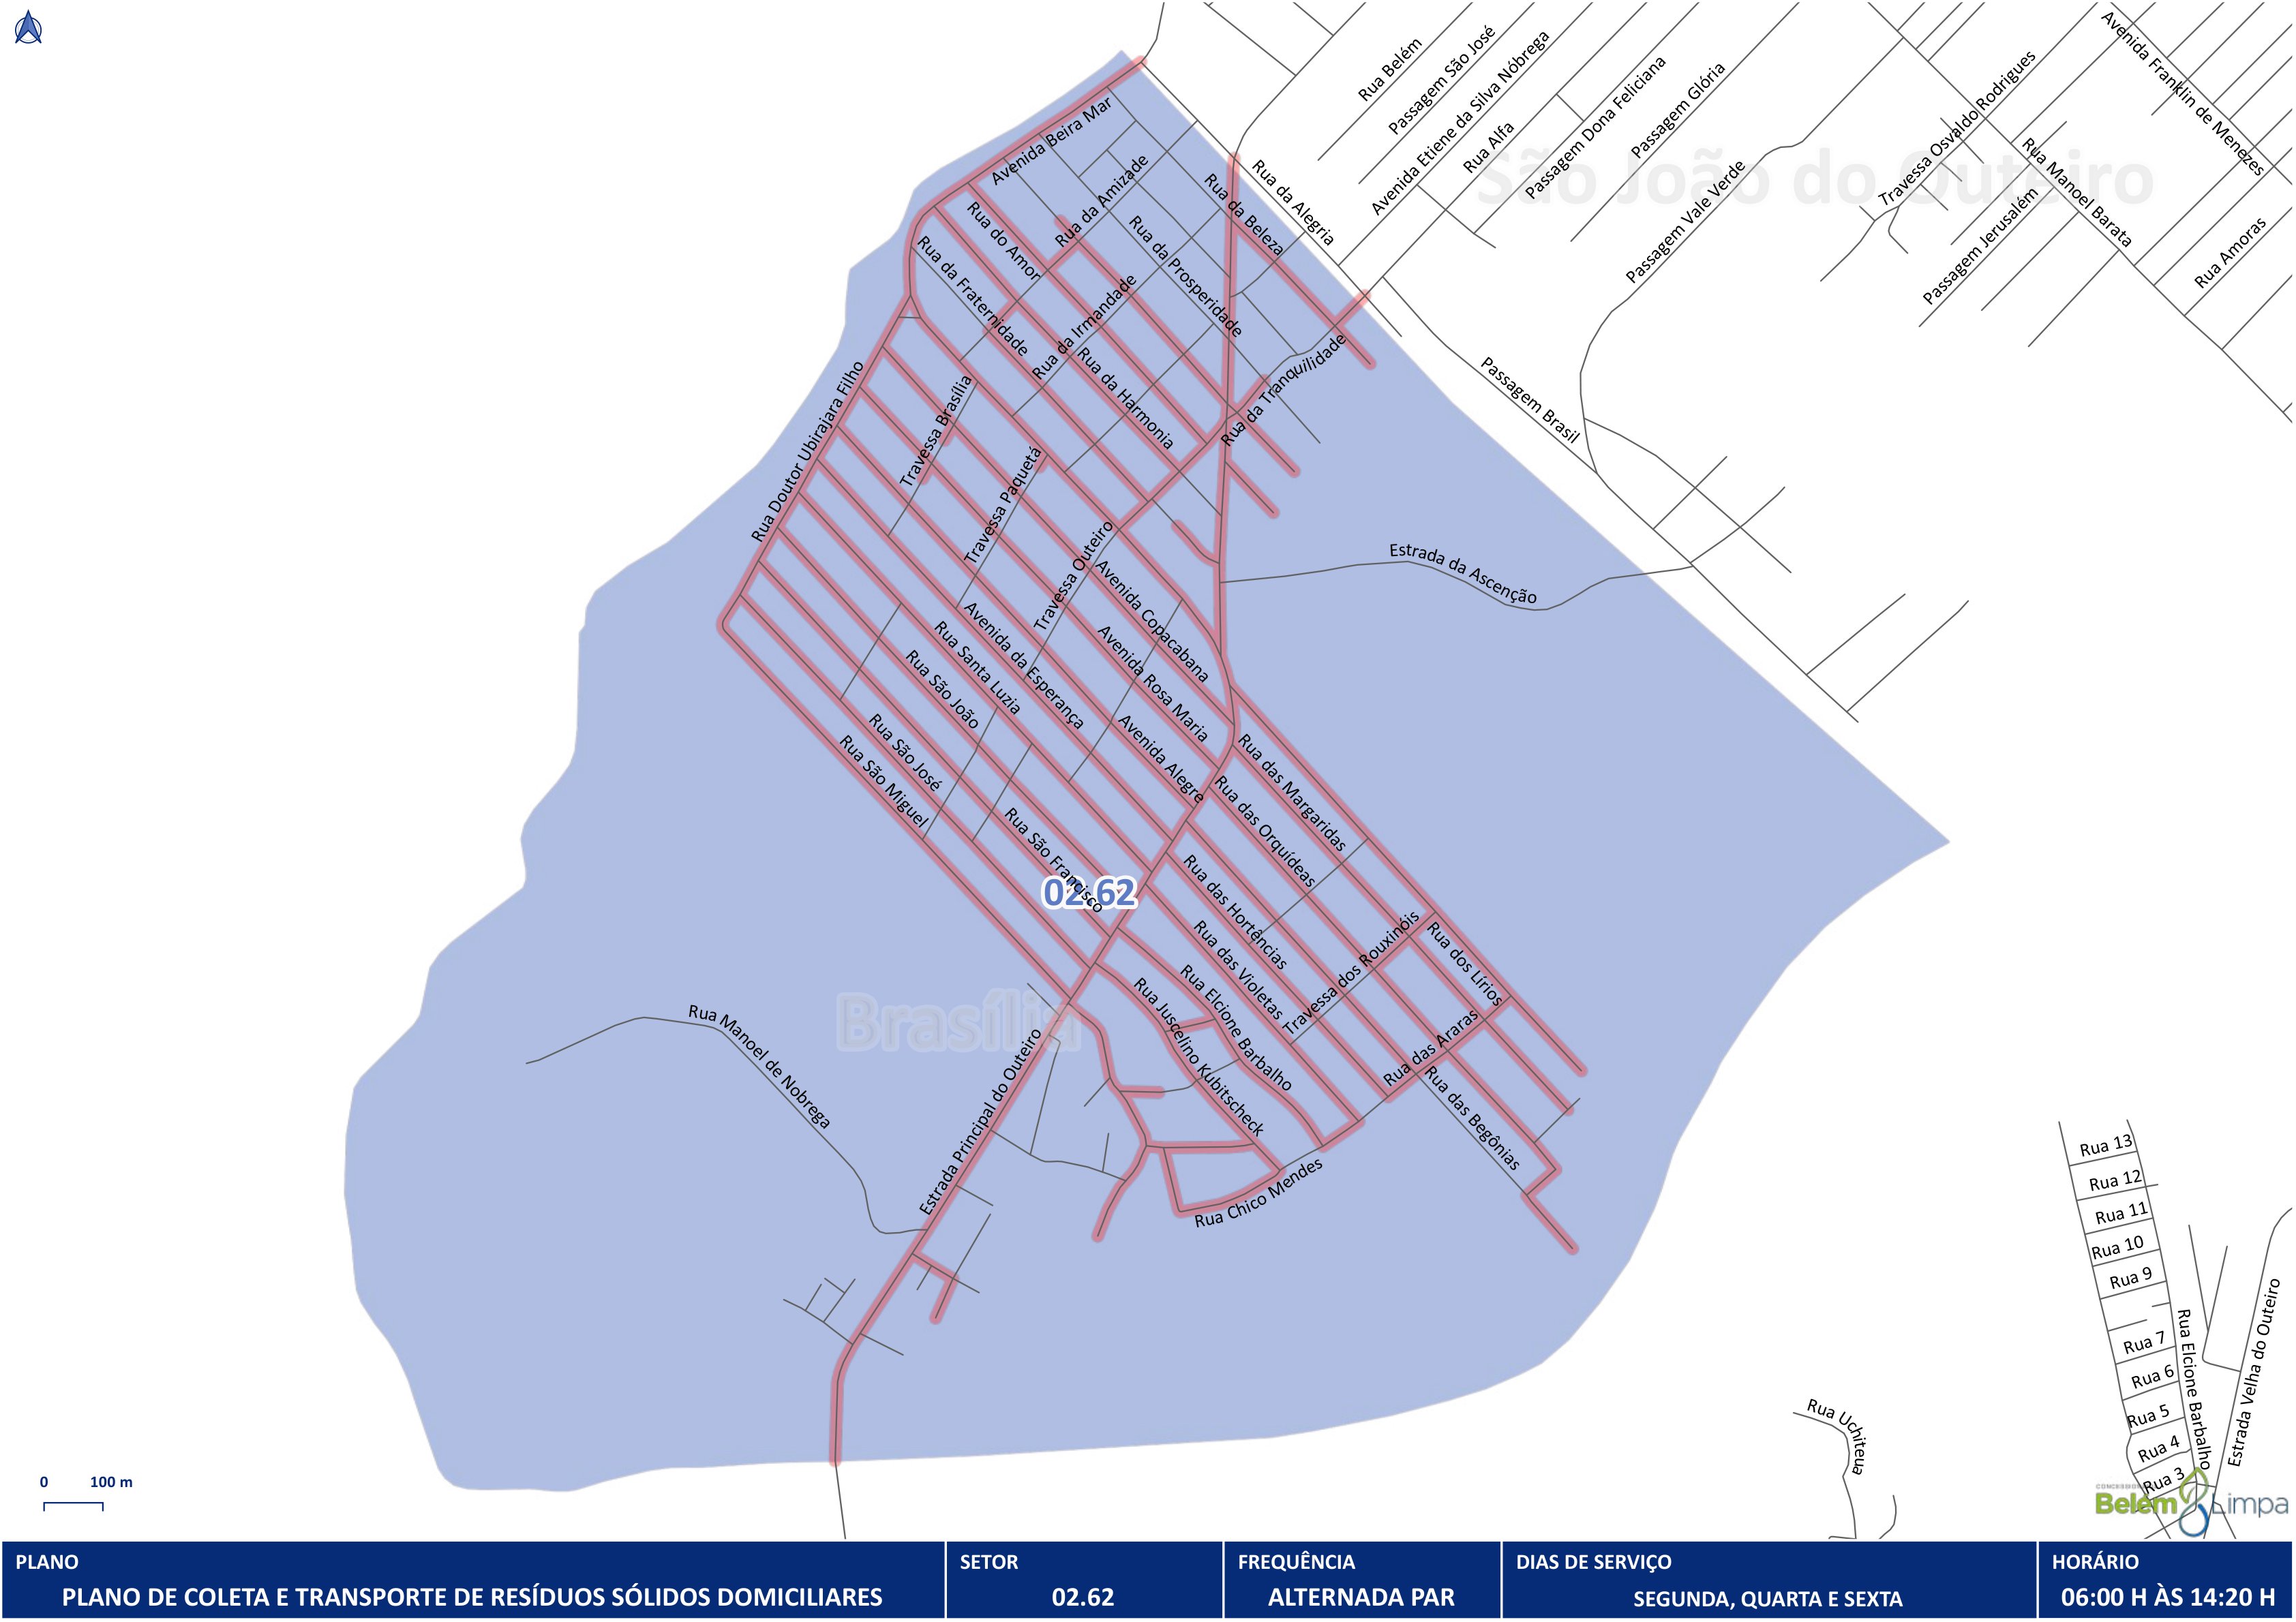 Avenida Franklin de Menezes
Rua Belém
Passagem São José
Avenida Etiene da Silva Nóbrega
Rua Alfa
Passagem Dona Feliciana
Passagem Glória
São João do Outeiro
Travessa Osvaldo Rodrigues
Rua Manoel Barata
Passagem Jerusalém
Rua Amoras
Passagem Vale Verde
Passagem Brasil
Rua da Alegria
Rua da Beleza
Avenida Beira Mar
Rua da Amizade
Rua do Amor
Rua da Prosperidade
Rua da Fraternidade
Rua da Irmandade
Rua da Harmonia
Rua da Tranquilidade
Rua Doutor Ubirajara Filho
Travessa Brasília
Travessa Paquetá
Travessa Outeiro
Estrada da Ascenção
Avenida Copacabana
Avenida Rosa Maria
Avenida da Esperança
Avenida Alegre
Rua Santa Luzia
Rua São João
Rua São José
Rua São Miguel
Rua São Francisco
02.62
Rua das Margaridas
Rua das Orquídeas
Rua das Hortências
Rua das Violetas
Travessa dos Rouxinóis
Rua dos Lírios
Rua das Araras
Rua das Begônias
Rua Elcione Barbalho
Rua Juscelino Kubitscheck
Rua Chico Mendes
Brasília
Rua Manoel de Nobrega
Estrada Principal do Outeiro
Rua 13
Rua 12
Rua 11
Rua 10
Rua 9
Rua 7
Rua 6
Rua 5
Rua 4
Rua 3
Rua Elcione Barbalho
Estrada Velha do Outeiro
Rua Uchiteua
0 100 m
Belém Limpa
PLANO
PLANO DE COLETA E TRANSPORTE DE RESÍDUOS SÓLIDOS DOMICILIARES
SETOR
02.62
FREQUÊNCIA
ALTERNADA PAR
DIAS DE SERVIÇO
SEGUNDA, QUARTA E SEXTA
HORÁRIO
06:00 H ÀS 14:20 H